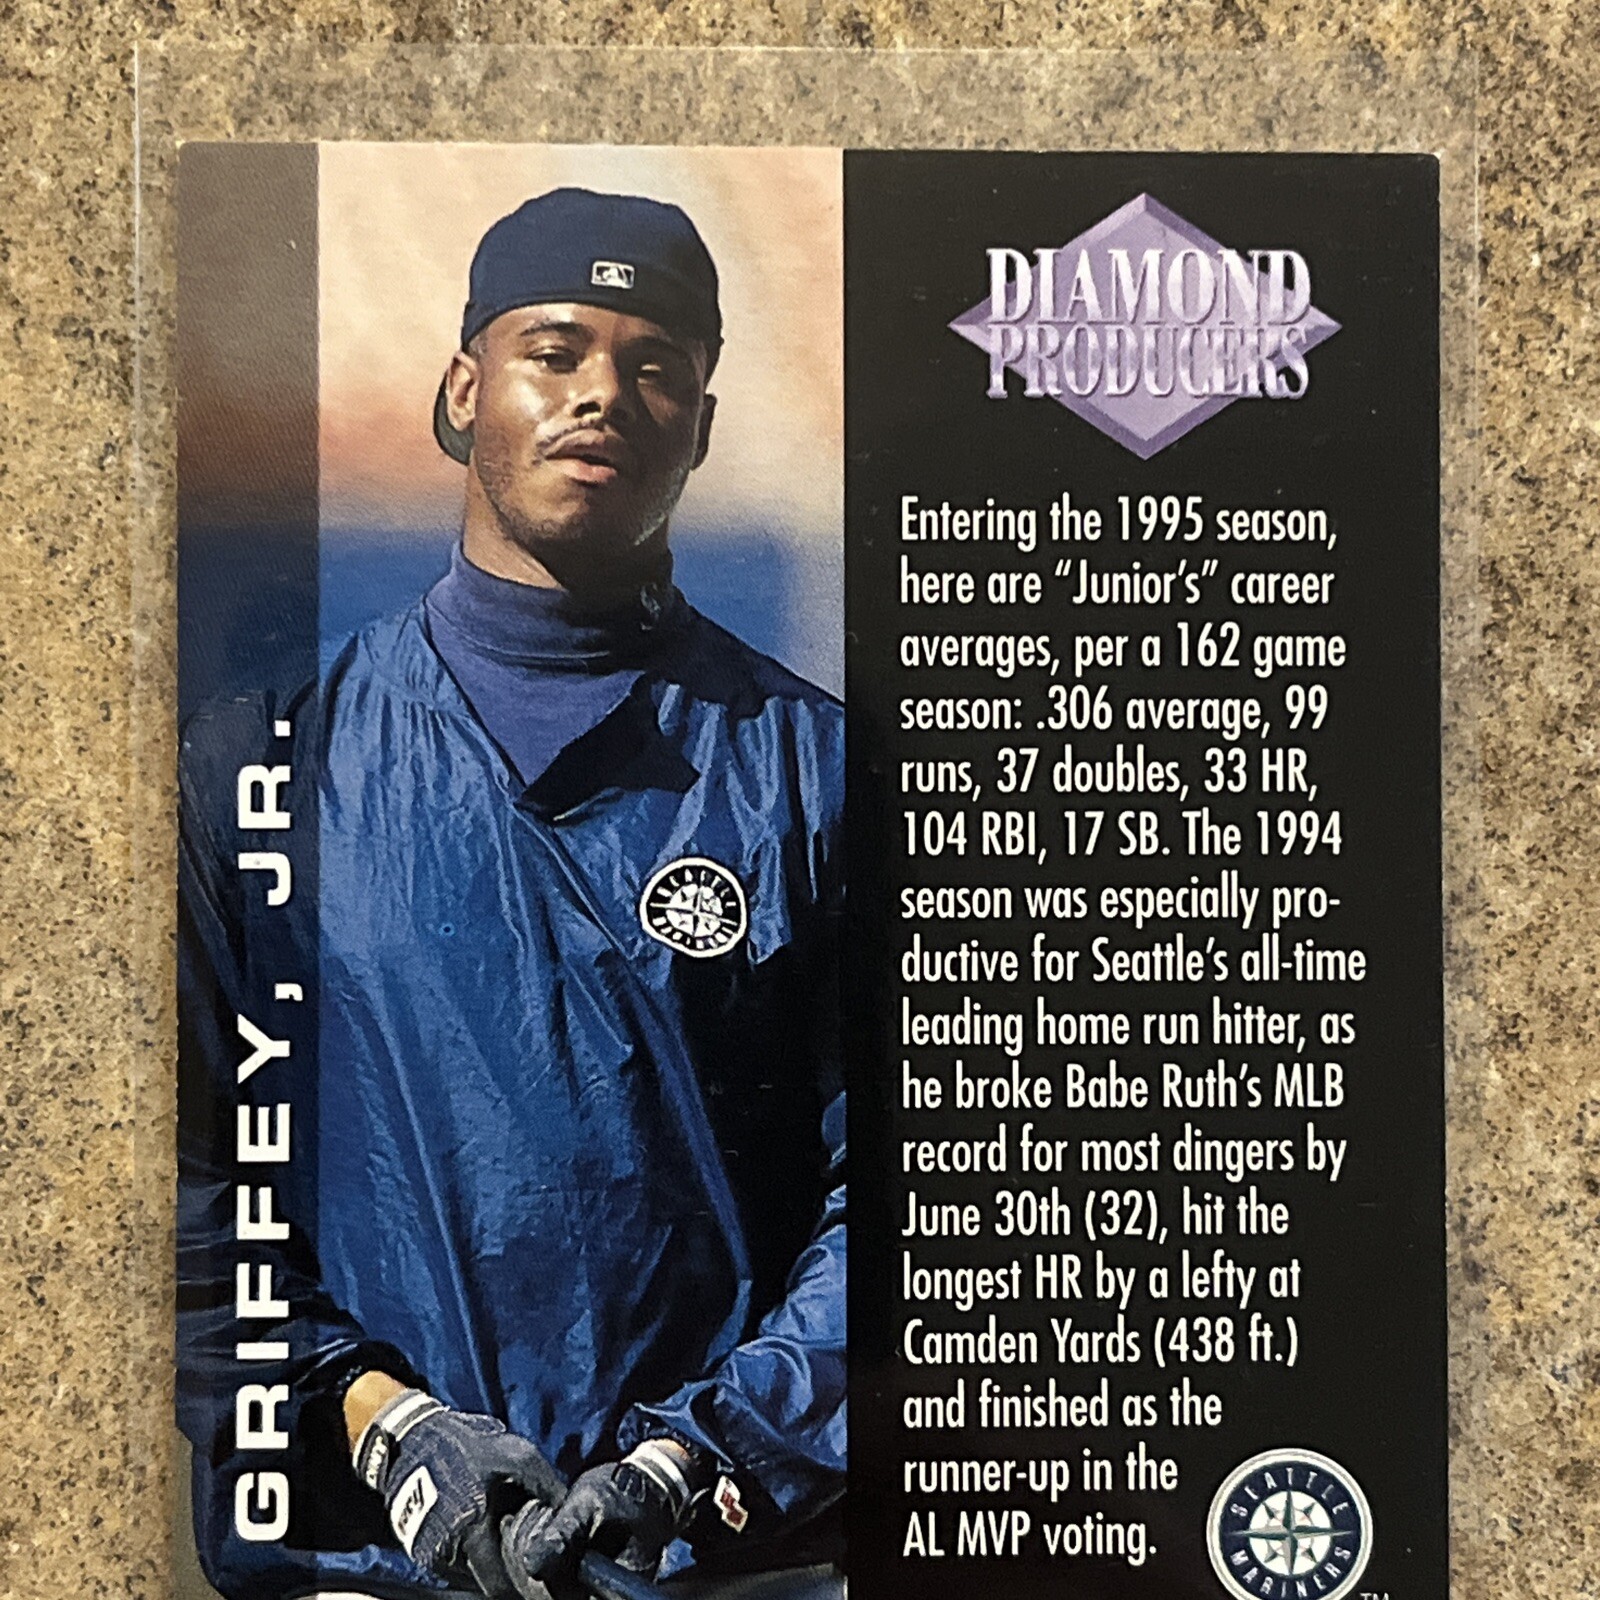 GRIFFEY, JR.
DIAMOND
PRODUCERS
Entering the 1995 season,
here are “Junior’s” career
averages, per a 162 game
season: .306 average, 99
runs, 37 doubles, 33 HR,
104 RBI, 17 SB. The 1994
season was especially pro-
ductive for Seattle’s all-time
leading home run hitter, as
he broke Babe Ruth’s MLB
record for most dingers by
June 30th (32), hit the
longest HR by a lefty at
Camden Yards (438 ft.)
and finished as the
runner-up in the
AL MVP voting.
SEATTLE
MARINERS
TM
SEATTLE
MARINERS